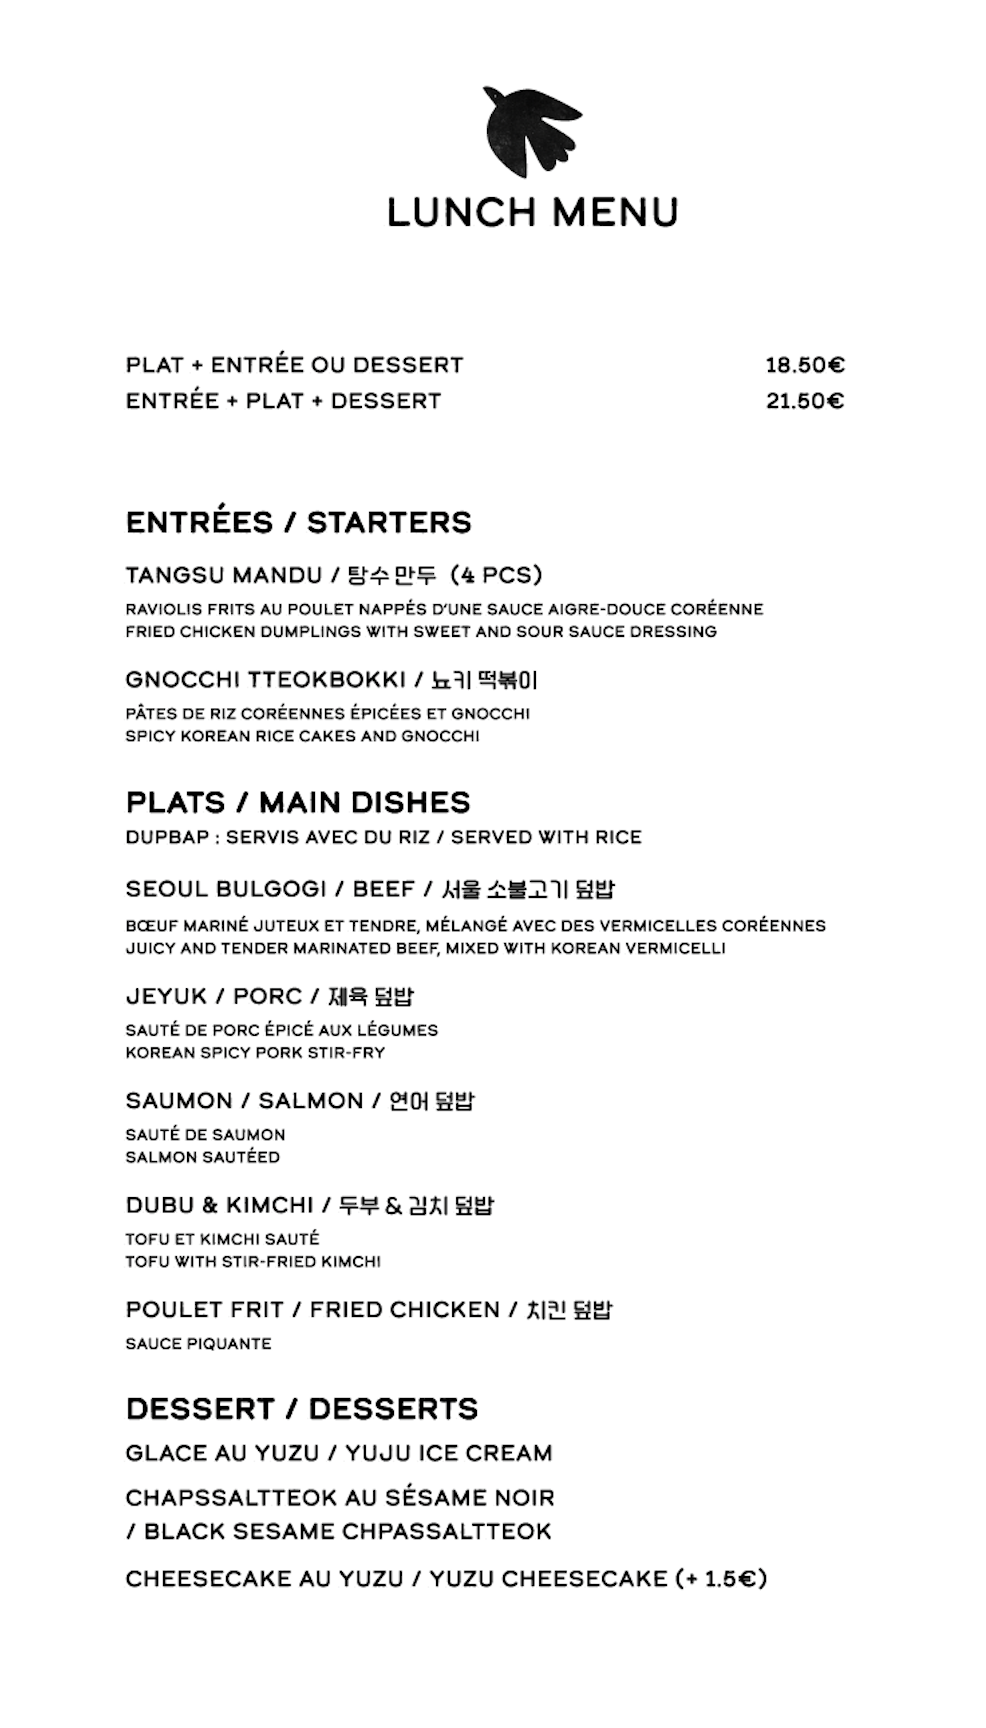 LUNCH MENU
PLAT + ENTRÉE OU DESSERT 18.50€
ENTRÉE + PLAT + DESSERT 21.50€
ENTRÉES / STARTERS
TANGSU MANDU / 탕수만두 (4 PCS)
RAVIOLIS FRITS AU POULET NAPPÉS D'UNE SAUCE AIGRE-DOUCE CORÉENNE
FRIED CHICKEN DUMPLINGS WITH SWEET AND SOUR SAUCE DRESSING
GNOCCHI TTEOKBOKKI / 뇨키 떡볶이
PÂTES DE RIZ CORÉENNES ÉPICÉES ET GNOCCHI
SPICY KOREAN RICE CAKES AND GNOCCHI
PLATS / MAIN DISHES
DUPBAP : SERVIS AVEC DU RIZ / SERVED WITH RICE
SEOUL BULGOGI / BEEF / 서울 소불고기 덮밥
BŒUF MARINÉ JUTEUX ET TENDRE, MÉLANGÉ AVEC DES VERMICELLES CORÉENNES
JUICY AND TENDER MARINATED BEEF, MIXED WITH KOREAN VERMICELLI
JEYUK / PORC / 제육 덮밥
SAUTÉ DE PORC ÉPICÉ AUX LÉGUMES
KOREAN SPICY PORK STIR-FRY
SAUMON / SALMON / 연어 덮밥
SAUTÉ DE SAUMON
SALMON SAUTÉED
DUBU & KIMCHI / 두부 & 김치 덮밥
TOFU ET KIMCHI SAUTÉ
TOFU WITH STIR-FRIED KIMCHI
POULET FRIT / FRIED CHICKEN / 치킨 덮밥
SAUCE PIQUANTE
DESSERT / DESSERTS
GLACE AU YUZU / YUJU ICE CREAM
CHAPSSALTTEOK AU SÉSAME NOIR
/ BLACK SESAME CHPASSALTTEOK
CHEESECAKE AU YUZU / YUZU CHEESECAKE (+ 1.5€)